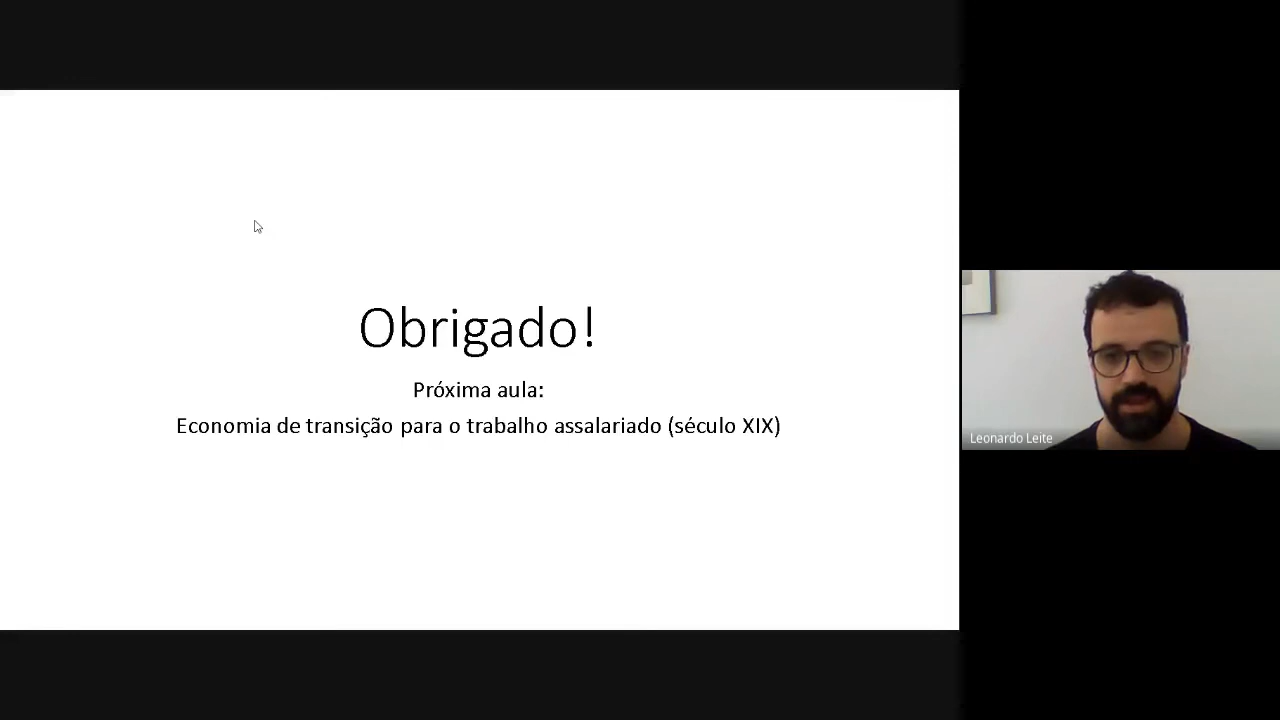 Obrigado!
Próxima aula:
Economia de transição para o trabalho assalariado (século XIX)
Leonardo Leite